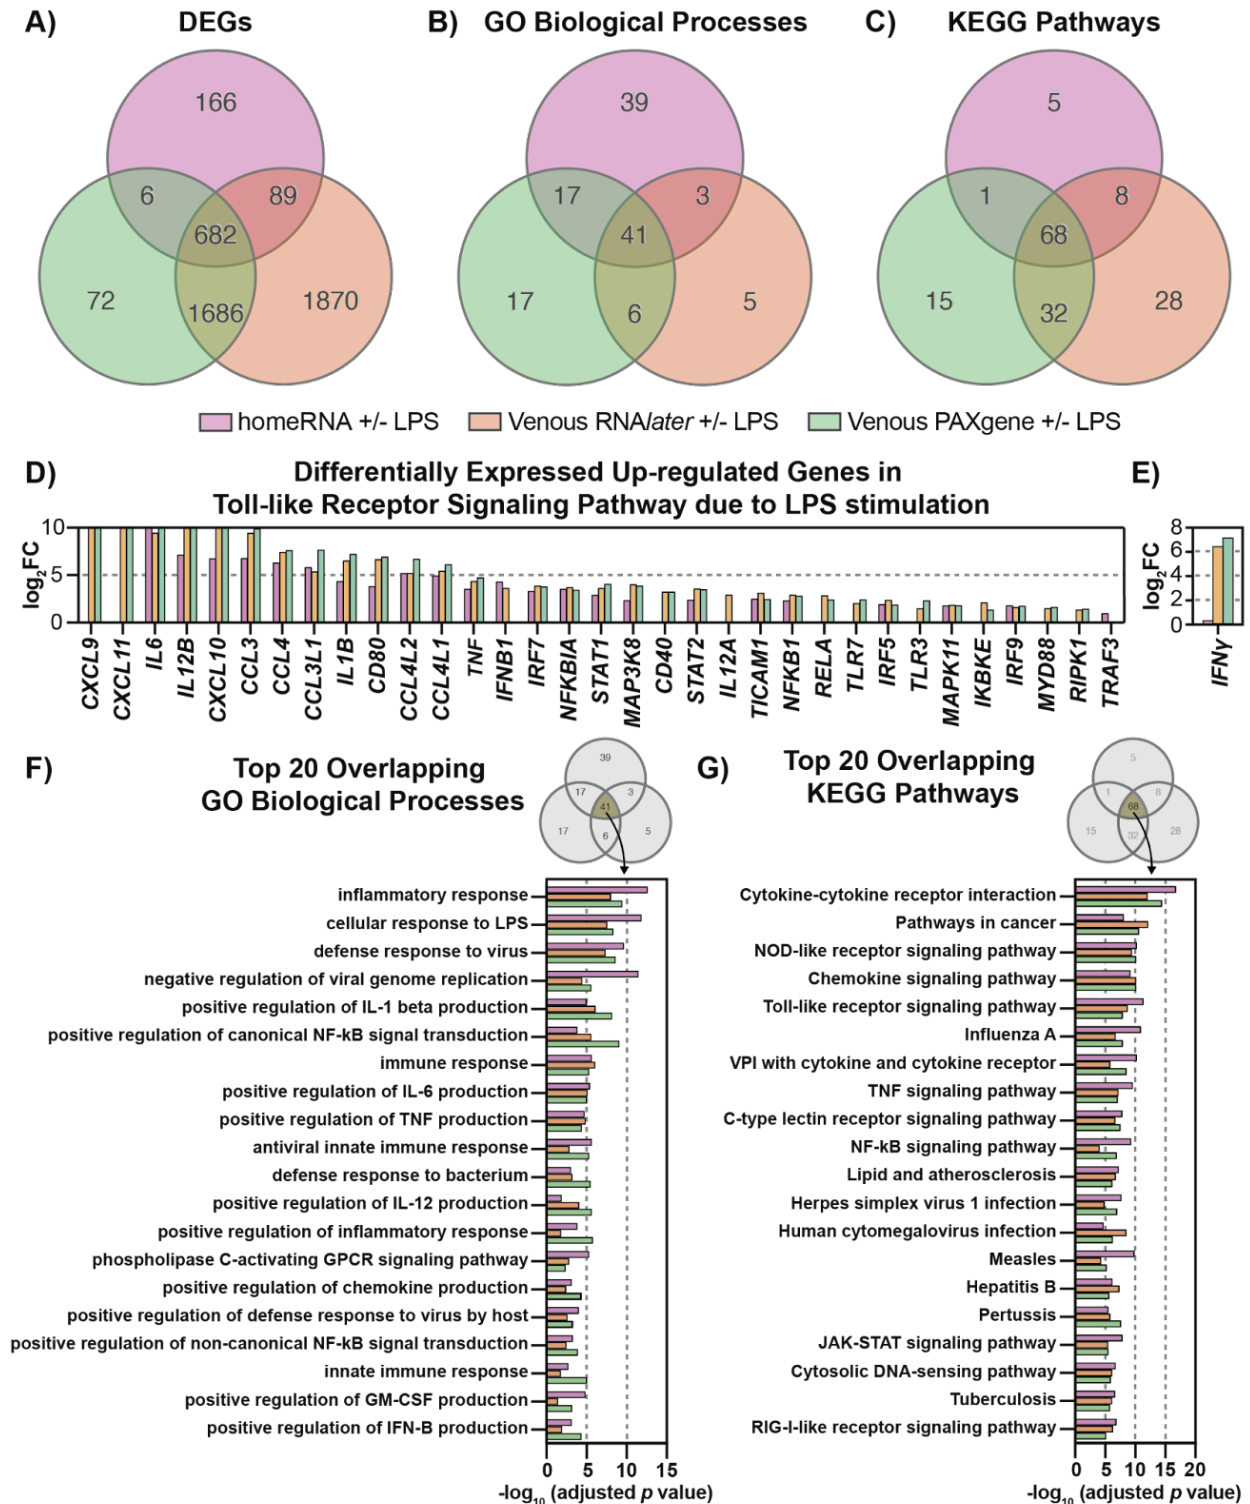 A) DEGs
B) GO Biological Processes
C) KEGG Pathways
166
6
89
682
72
1686
1870
39
17
3
41
17
6
5
5
1
8
68
15
32
28
homeRNA +/- LPS
Venous RNAlater +/- LPS
Venous PAXgene +/- LPS
D) Differentially Expressed Up-regulated Genes in
Toll-like Receptor Signaling Pathway due to LPS stimulation
log2FC
10
5
0
CXCL9
CXCL11
IL6
IL12B
CXCL10
CCL3
CCL4
CCL3L1
IL1B
CD80
CCL4L2
CCL4L1
TNF
IFNB1
IRF7
NFKBIA
STAT1
MAP3K8
CD40
STAT2
IL12A
TICAM1
NFKB1
RELA
TLR7
IRF5
TLR3
MAPK11
IKBKE
IRF9
MYD88
RIPK1
TRAF3
E)
log2FC
8
6
4
2
0
IFNγ
F) Top 20 Overlapping
GO Biological Processes
39
17
3
41
17
6
5
inflammatory response
cellular response to LPS
defense response to virus
negative regulation of viral genome replication
positive regulation of IL-1 beta production
positive regulation of canonical NF-kB signal transduction
immune response
positive regulation of IL-6 production
positive regulation of TNF production
antiviral innate immune response
defense response to bacterium
positive regulation of IL-12 production
positive regulation of inflammatory response
phospholipase C-activating GPCR signaling pathway
positive regulation of chemokine production
positive regulation of defense response to virus by host
positive regulation of non-canonical NF-kB signal transduction
innate immune response
positive regulation of GM-CSF production
positive regulation of IFN-B production
0 5 10 15
-log10 (adjusted p value)
G) Top 20 Overlapping
KEGG Pathways
5
1
8
68
15
32
28
Cytokine-cytokine receptor interaction
Pathways in cancer
NOD-like receptor signaling pathway
Chemokine signaling pathway
Toll-like receptor signaling pathway
Influenza A
VPI with cytokine and cytokine receptor
TNF signaling pathway
C-type lectin receptor signaling pathway
NF-kB signaling pathway
Lipid and atherosclerosis
Herpes simplex virus 1 infection
Human cytomegalovirus infection
Measles
Hepatitis B
Pertussis
JAK-STAT signaling pathway
Cytosolic DNA-sensing pathway
Tuberculosis
RIG-I-like receptor signaling pathway
0 5 10 15 20
-log10 (adjusted p value)